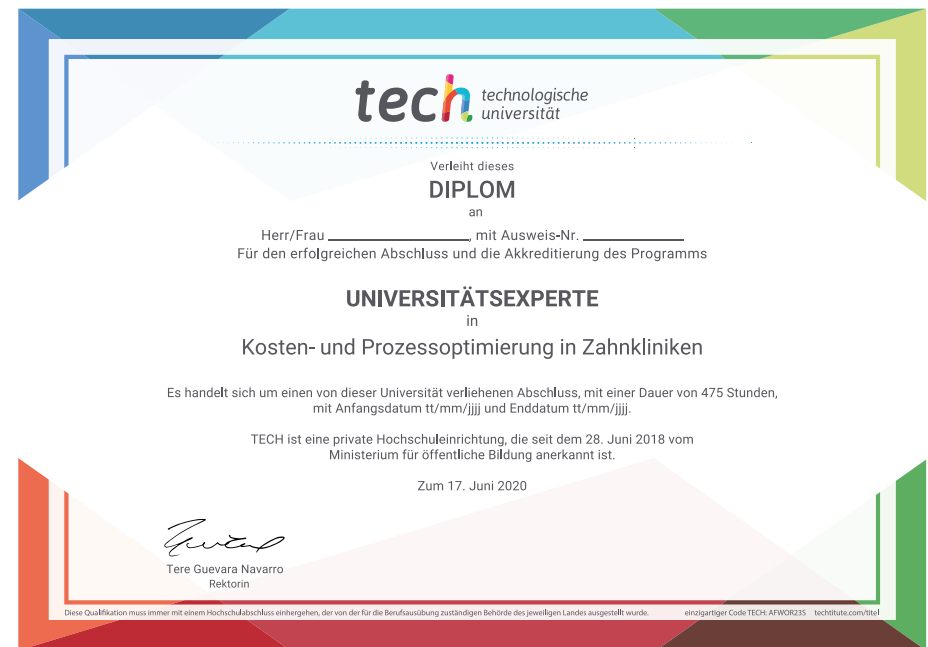 tech technologische
universität
Verleiht dieses
DIPLOM
an
Herr/Frau ____________, mit Ausweis-Nr. ____________
Für den erfolgreichen Abschluss und die Akkreditierung des Programms
UNIVERSITÄTSEXPERTE
in
Kosten- und Prozessoptimierung in Zahnkliniken
Es handelt sich um einen von dieser Universität verliehenen Abschluss, mit einer Dauer von 475 Stunden,
mit Anfangsdatum tt/mm/jjjj und Enddatum tt/mm/jjjj.
TECH ist eine private Hochschuleinrichtung, die seit dem 28. Juni 2018 vom
Ministerium für öffentliche Bildung anerkannt ist.
Zum 17. Juni 2020
Tere Guevara Navarro
Rektorin
Diese Qualifikation muss immer mit einem Hochschulabschluss einhergehen, der von der für die Berufsausübung zuständigen Behörde des jeweiligen Landes ausgestellt wurde. einzigartiger Code TECH: AFWOR23S techtitute.com/titel